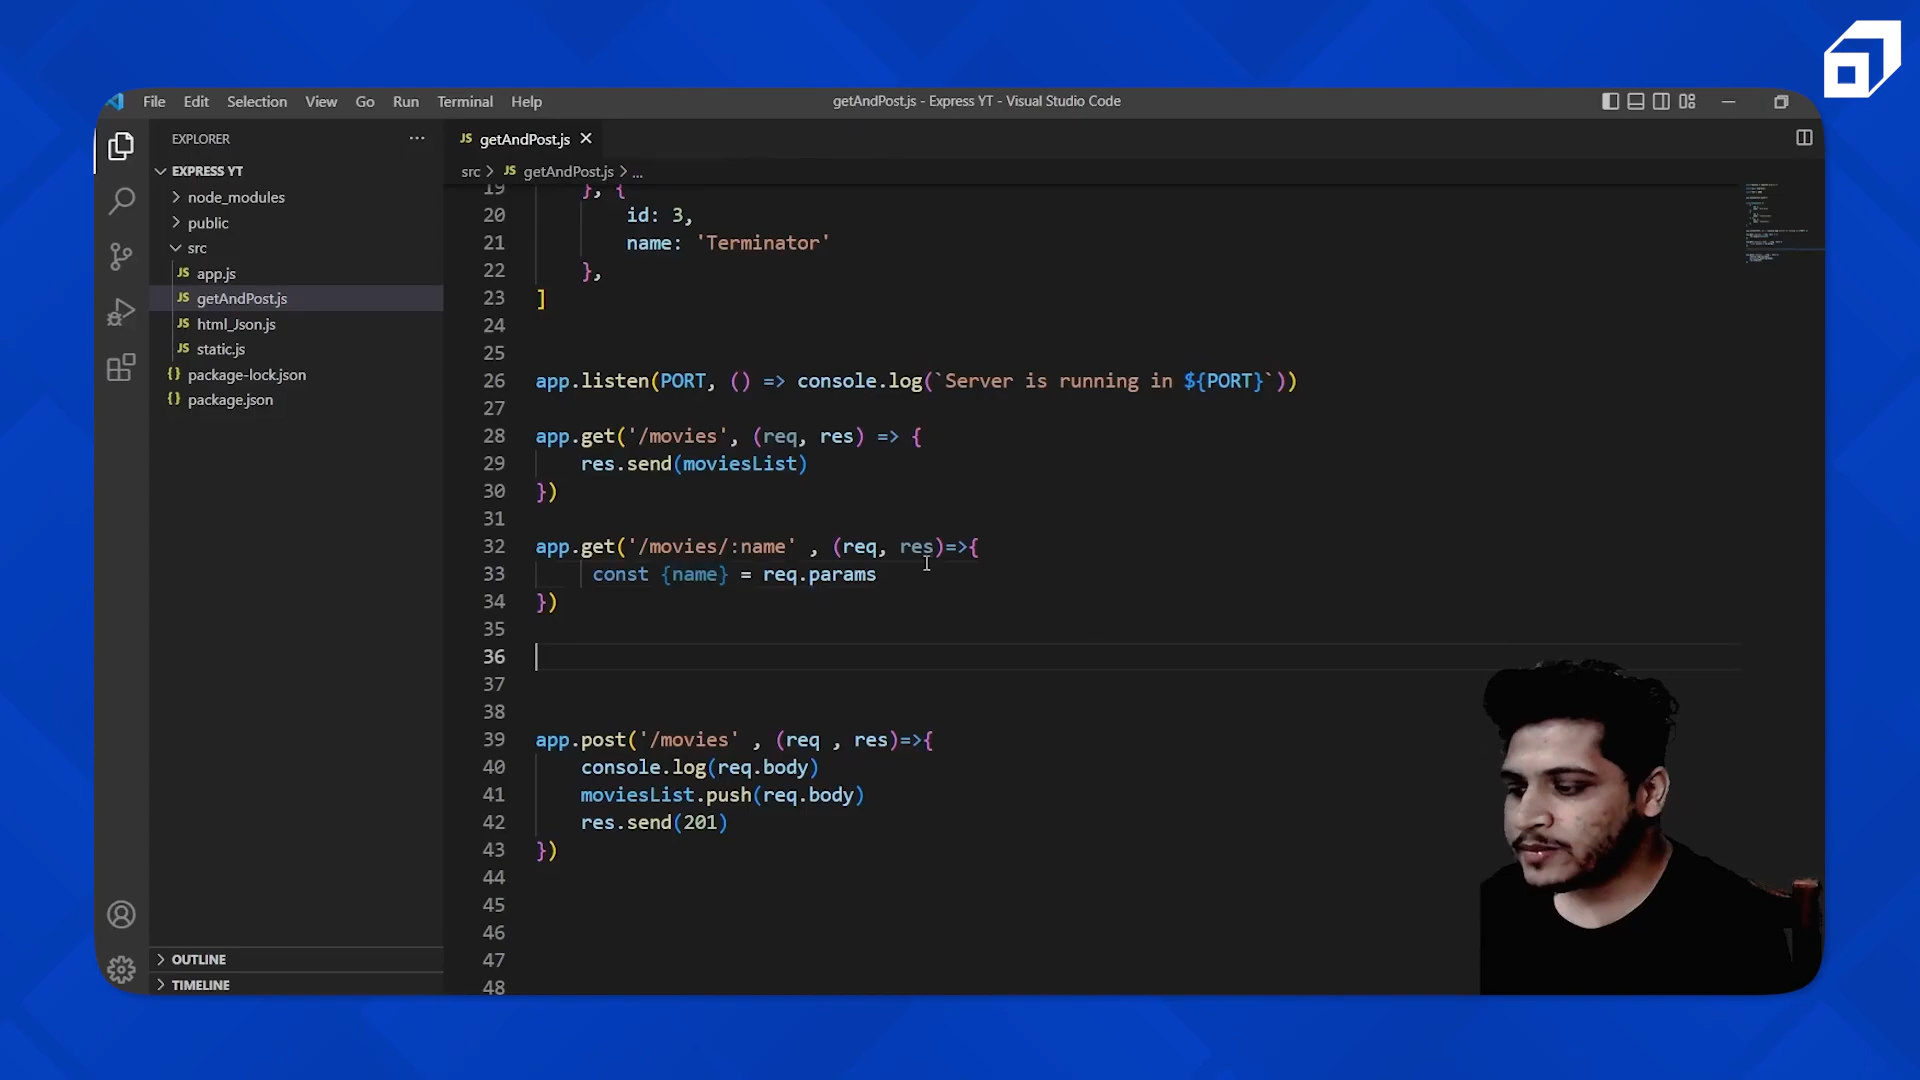 File Edit Selection View Go Run Terminal Help
getAndPost.js - Express YT - Visual Studio Code
EXPLORER
EXPRESS YT
node_modules
public
src
JS app.js
JS getAndPost.js
JS html_Json.js
JS static.js
{} package-lock.json
{} package.json
OUTLINE
TIMELINE
JS getAndPost.js
src > JS getAndPost.js > ...
19 }, {
20 id: 3,
21 name: 'Terminator'
22 },
23 ]
24
25
26 app.listen(PORT, () => console.log(`Server is running in ${PORT}`))
27
28 app.get('/movies', (req, res) => {
29 res.send(moviesList)
30 })
31
32 app.get('/movies/:name' , (req, res)=>{
33 const {name} = req.params
34 })
35
36
37
38
39 app.post('/movies' , (req , res)=>{
40 console.log(req.body)
41 moviesList.push(req.body)
42 res.send(201)
43 })
44
45
46
47
48